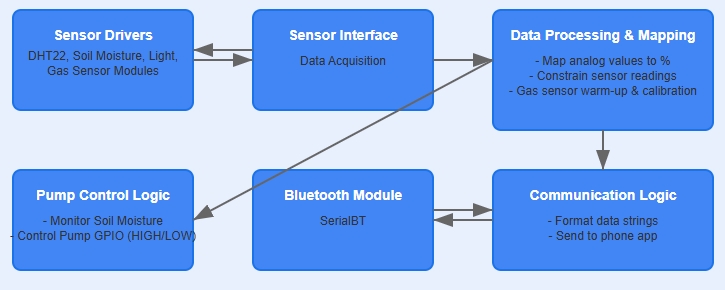 Sensor Drivers
DHT22, Soil Moisture, Light,
Gas Sensor Modules
Sensor Interface
Data Acquisition
Data Processing & Mapping
- Map analog values to %
- Constrain sensor readings
- Gas sensor warm-up & calibration
Pump Control Logic
- Monitor Soil Moisture
- Control Pump GPIO (HIGH/LOW)
Bluetooth Module
SerialBT
Communication Logic
- Format data strings
- Send to phone app